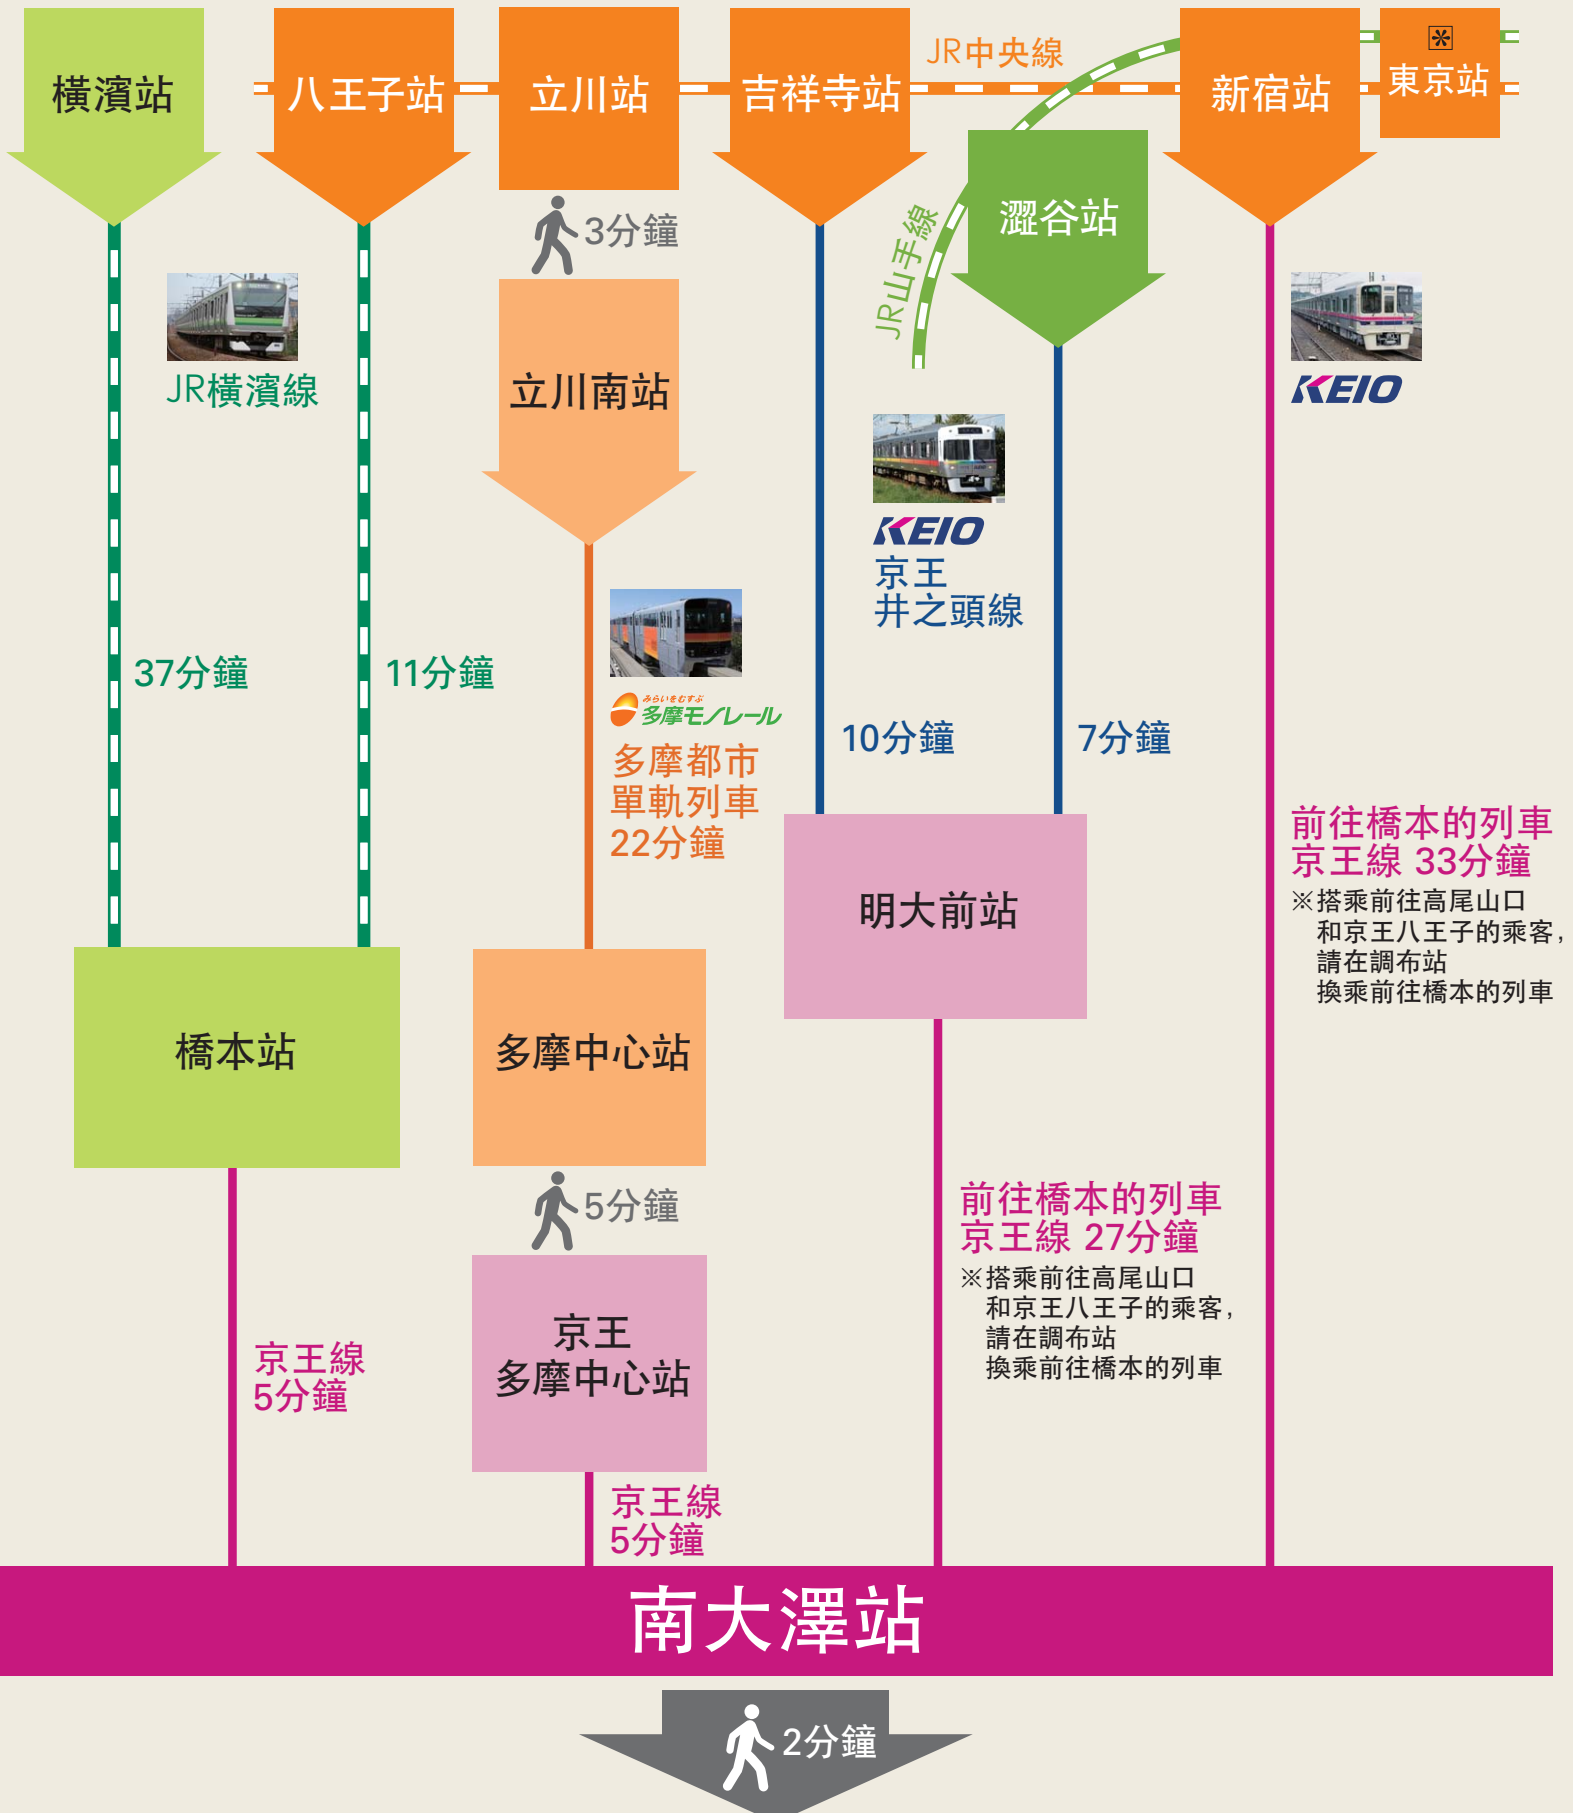 橫濱站
八王子站
立川站
吉祥寺站
JR中央線
新宿站
東京站
澀谷站
JR山手線
3分鐘
立川南站
JR橫濱線
KEIO
KEIO
京王
井之頭線
37分鐘
11分鐘
みらいをむすぶ
多摩モノレール
多摩都市
單軌列車
22分鐘
10分鐘
7分鐘
前往橋本的列車
京王線 33分鐘
※搭乘前往高尾山口
和京王八王子的乘客，
請在調布站
換乘前往橋本的列車
明大前站
橋本站
多摩中心站
5分鐘
前往橋本的列車
京王線 27分鐘
※搭乘前往高尾山口
和京王八王子的乘客，
請在調布站
換乘前往橋本的列車
京王
多摩中心站
京王線
5分鐘
京王線
5分鐘
南大澤站
2分鐘